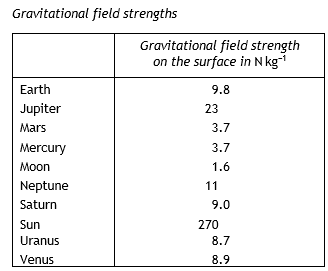 Gravitational field strengths
Gravitational field strength
on the surface in N kg⁻¹
Earth 9.8
Jupiter 23
Mars 3.7
Mercury 3.7
Moon 1.6
Neptune 11
Saturn 9.0
Sun 270
Uranus 8.7
Venus 8.9